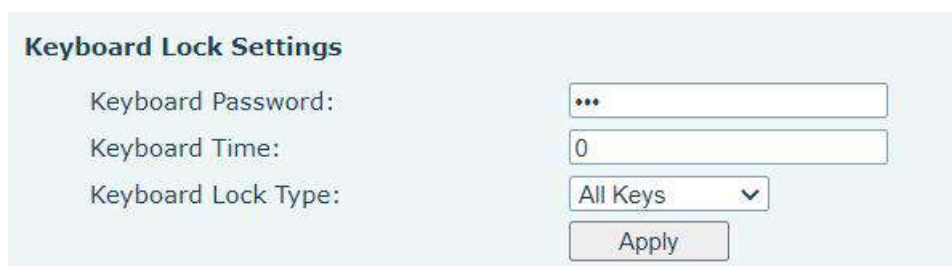 Keyboard Lock Settings
Keyboard Password: •••
Keyboard Time: 0
Keyboard Lock Type: All Keys
Apply